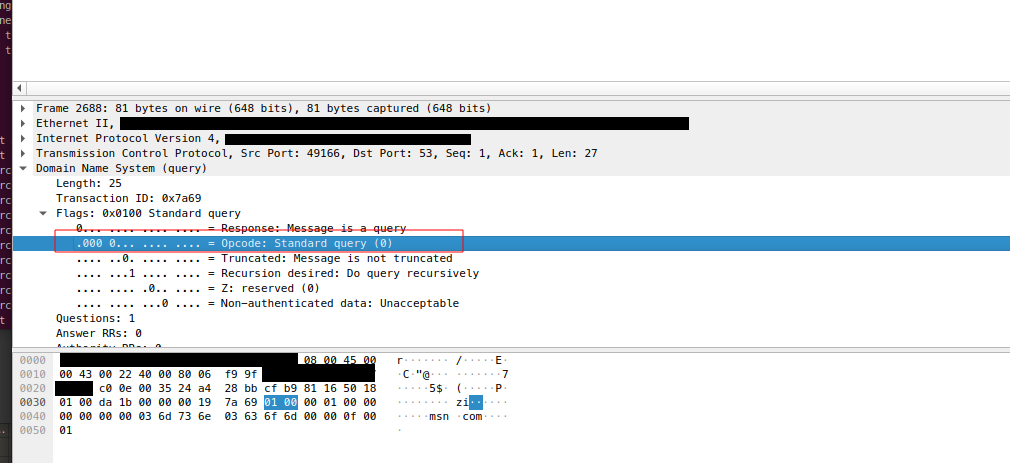 ng
ne
t
t
Frame 2688: 81 bytes on wire (648 bits), 81 bytes captured (648 bits)
Ethernet II,
Internet Protocol Version 4,
t
t Transmission Control Protocol, Src Port: 49166, Dst Port: 53, Seq: 1, Ack: 1, Len: 27
rc Domain Name System (query)
rc Length: 25
rc Transaction ID: 0x7a69
rc Flags: 0x0100 Standard query
rc 0... .... .... .... = Response: Message is a query
rc .000 0... .... .... = Opcode: Standard query (0)
rc .... ..0. .... .... = Truncated: Message is not truncated
rc .... ...1 .... .... = Recursion desired: Do query recursively
rc .... .... .0.. .... = Z: reserved (0)
rc .... .... ...0 .... = Non-authenticated data: Unacceptable
t Questions: 1
Answer RRs: 0
Authority RRs: 0
0000 08 00 45 00 r·······/·····E·
0010 00 43 00 22 40 00 80 06 f9 9f ·C·"@··· ·······7
0020 c0 0e 00 35 24 a4 28 bb cf b9 81 16 50 18 ·····5$· (·····P·
0030 01 00 da 1b 00 00 00 19 7a 69 01 00 00 01 00 00 ········ zi······
0040 00 00 00 00 03 6d 73 6e 03 63 6f 6d 00 00 0f 00 ·····msn ·com····
0050 01 ·